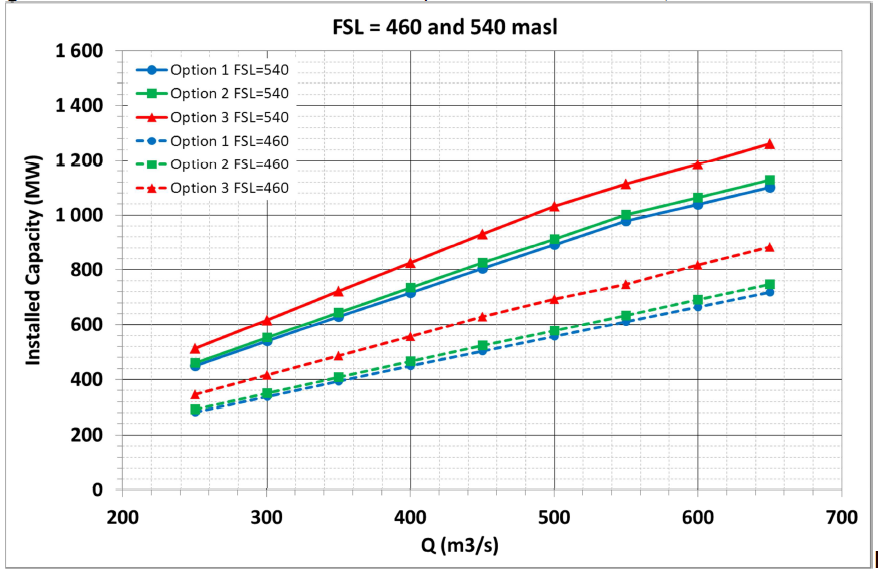 FSL = 460 and 540 masl
1 600
1 400
1 200
1 000
800
600
400
200
0
Installed Capacity (MW)
Option 1 FSL=540
Option 2 FSL=540
Option 3 FSL=540
Option 1 FSL=460
Option 2 FSL=460
Option 3 FSL=460
200 300 400 500 600 700
Q (m3/s)